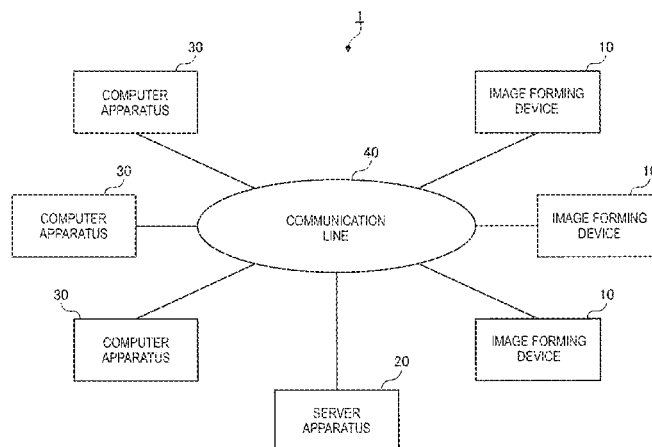 1
30
COMPUTER
APPARATUS
10
IMAGE FORMING
DEVICE
40
COMMUNICATION
LINE
30
COMPUTER
APPARATUS
10
IMAGE FORMING
DEVICE
30
COMPUTER
APPARATUS
10
IMAGE FORMING
DEVICE
20
SERVER
APPARATUS